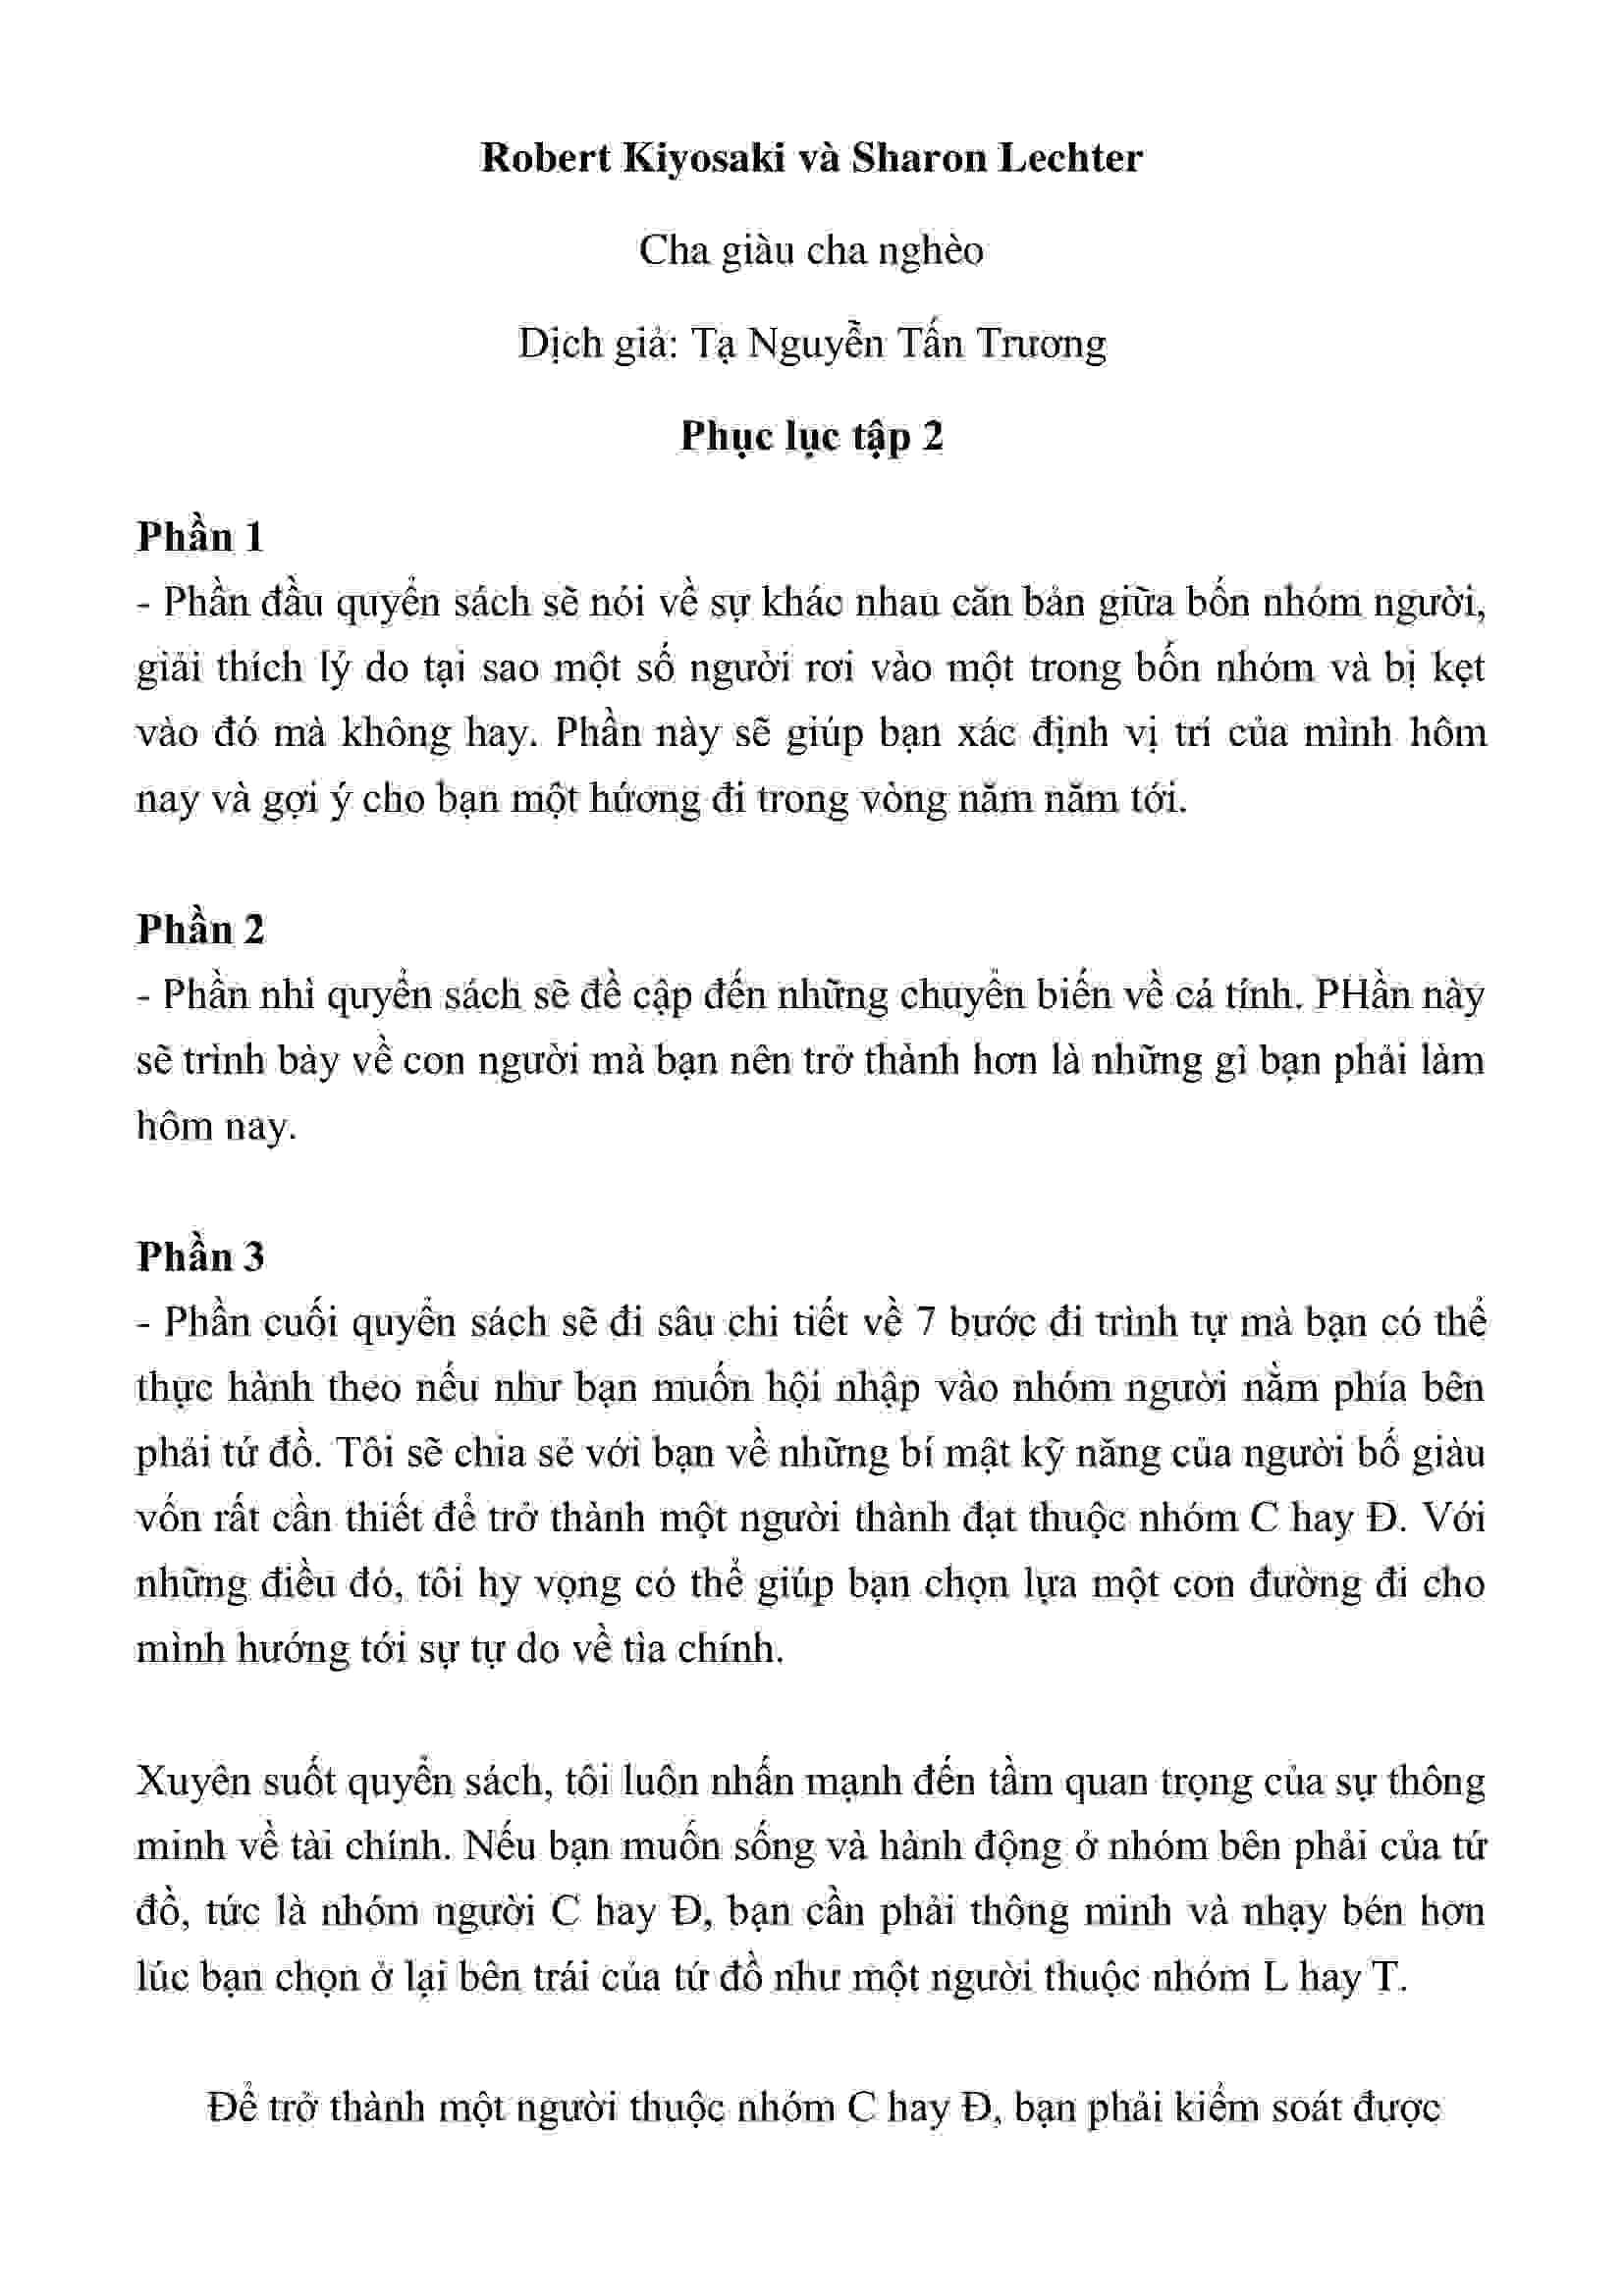 Robert Kiyosaki và Sharon Lechter
Cha giàu cha nghèo
Dịch giả: Tạ Nguyễn Tấn Trương
Phục lục tập 2
Phần 1
- Phần đầu quyển sách sẽ nói về sự khác nhau căn bản giữa bốn nhóm người,
giải thích lý do tại sao một số người rơi vào một trong bốn nhóm và bị kẹt
vào đó mà không hay. Phần này sẽ giúp bạn xác định vị trí của mình hôm
nay và gợi ý cho bạn một hứơng đi trong vòng năm năm tới.
Phần 2
- Phần nhì quyển sách sẽ đề cập đến những chuyển biến về cá tính. PHần này
sẽ trình bày về con người mà bạn nên trở thành hơn là những gì bạn phải làm
hôm nay.
Phần 3
- Phần cuối quyển sách sẽ đi sâu chi tiết về 7 bước đi trình tự mà bạn có thể
thực hành theo nếu như bạn muốn hội nhập vào nhóm người nằm phía bên
phải tứ đồ. Tôi sẽ chia sẻ với bạn về những bí mật kỹ năng của người bố giàu
vốn rất cần thiết để trở thành một người thành đạt thuộc nhóm C hay Đ. Với
những điều đó, tôi hy vọng có thể giúp bạn chọn lựa một con đường đi cho
mình hướng tới sự tự do về tìa chính.
Xuyên suốt quyển sách, tôi luôn nhấn mạnh đến tầm quan trọng của sự thông
minh về tài chính. Nếu bạn muốn sống và hành động ở nhóm bên phải của tứ
đồ, tức là nhóm người C hay Đ, bạn cần phải thông minh và nhạy bén hơn
lúc bạn chọn ở lại bên trái của tứ đồ như một người thuộc nhóm L hay T.
Để trở thành một người thuộc nhóm C hay Đ, bạn phải kiểm soát được